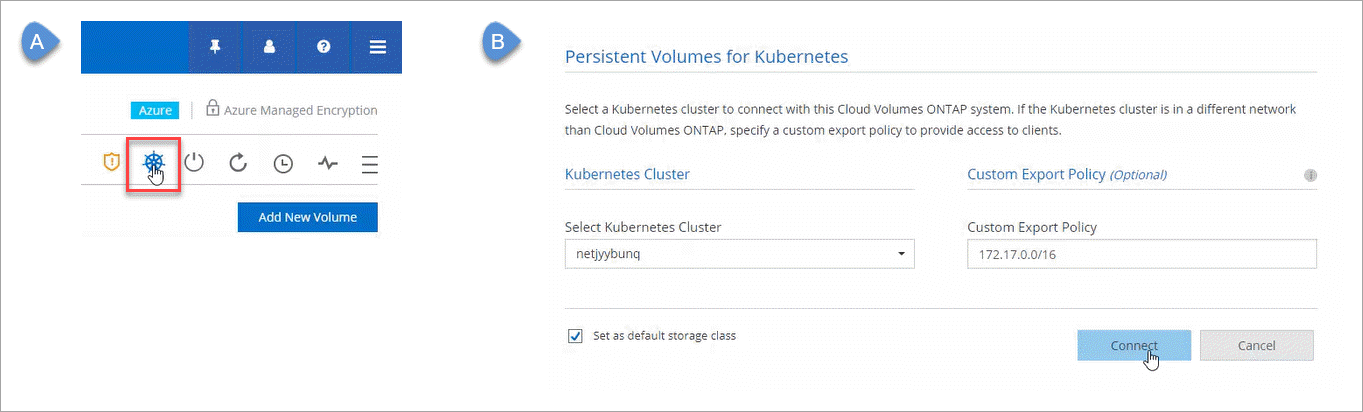 A
Azure
Azure Managed Encryption
Add New Volume
B
Persistent Volumes for Kubernetes
Select a Kubernetes cluster to connect with this Cloud Volumes ONTAP system. If the Kubernetes cluster is in a different network
than Cloud Volumes ONTAP, specify a custom export policy to provide access to clients.
Kubernetes Cluster
Custom Export Policy (Optional)
Select Kubernetes Cluster
Custom Export Policy
netjyybunq
172.17.0.0/16
Set as default storage class
Connect
Cancel